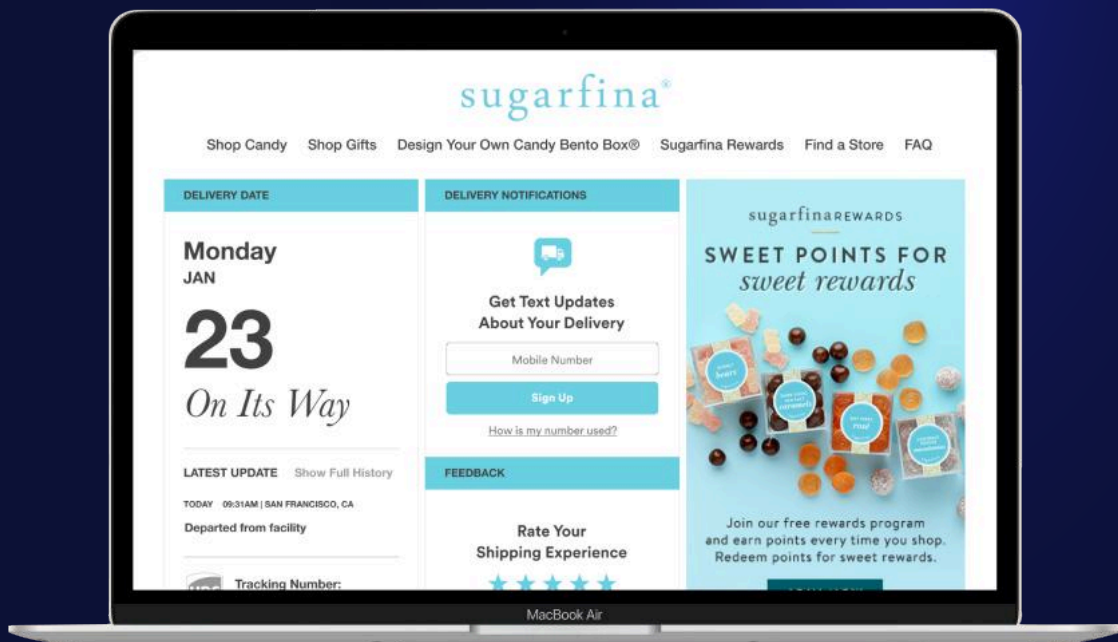 sugarfina®
Shop Candy Shop Gifts Design Your Own Candy Bento Box® Sugarfina Rewards Find a Store FAQ
DELIVERY DATE
Monday
JAN
23
On Its Way
LATEST UPDATE Show Full History
TODAY 09:31AM | SAN FRANCISCO, CA
Departed from facility
Tracking Number:
DELIVERY NOTIFICATIONS
Get Text Updates
About Your Delivery
Mobile Number
Sign Up
How is my number used?
FEEDBACK
Rate Your
Shipping Experience
sugarfinaREWARDS
SWEET POINTS FOR
sweet rewards
bears
caramels
rosé
Join our free rewards program
and earn points every time you shop.
Redeem points for sweet rewards.
MacBook Air